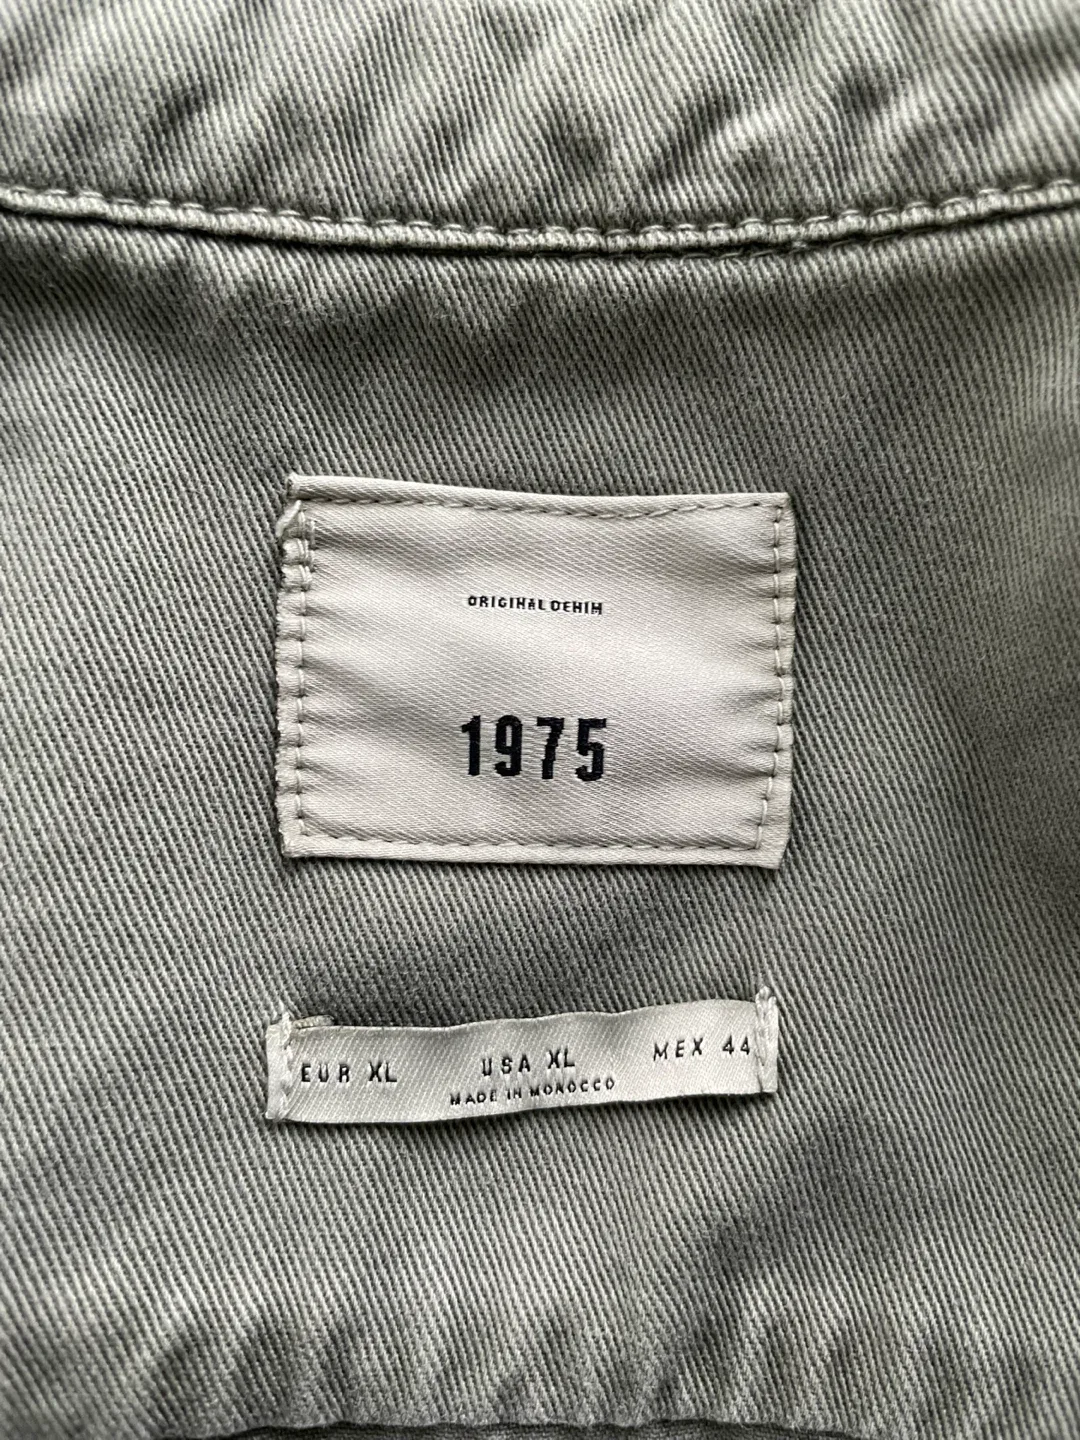 ORIGINAL DENIM
1975
EUR XL USA XL MEX 44
MADE IN MOROCCO